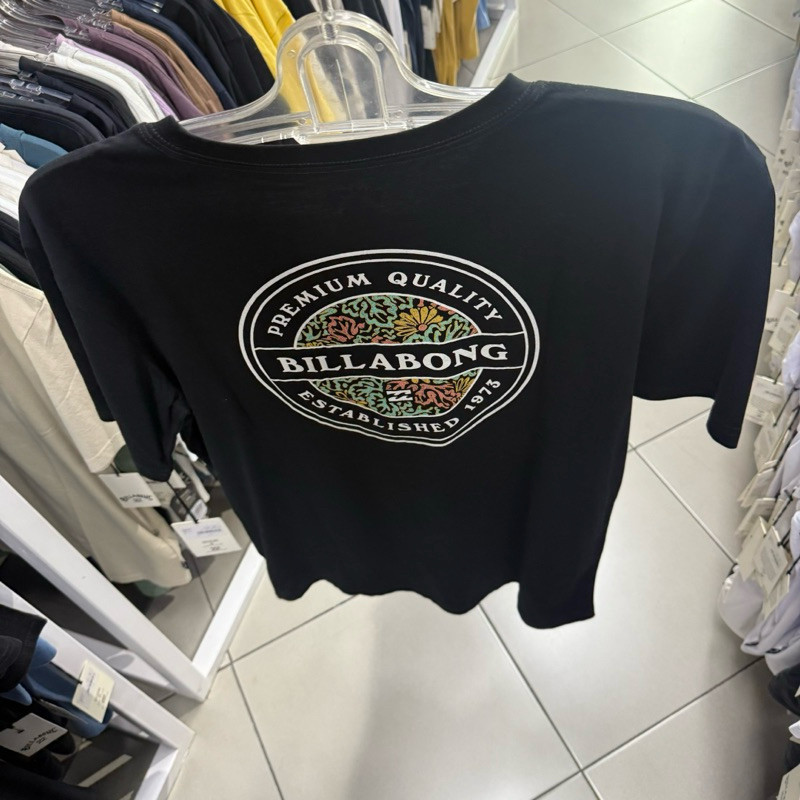 PREMIUM QUALITY
BILLABONG
ESTABLISHED 1973